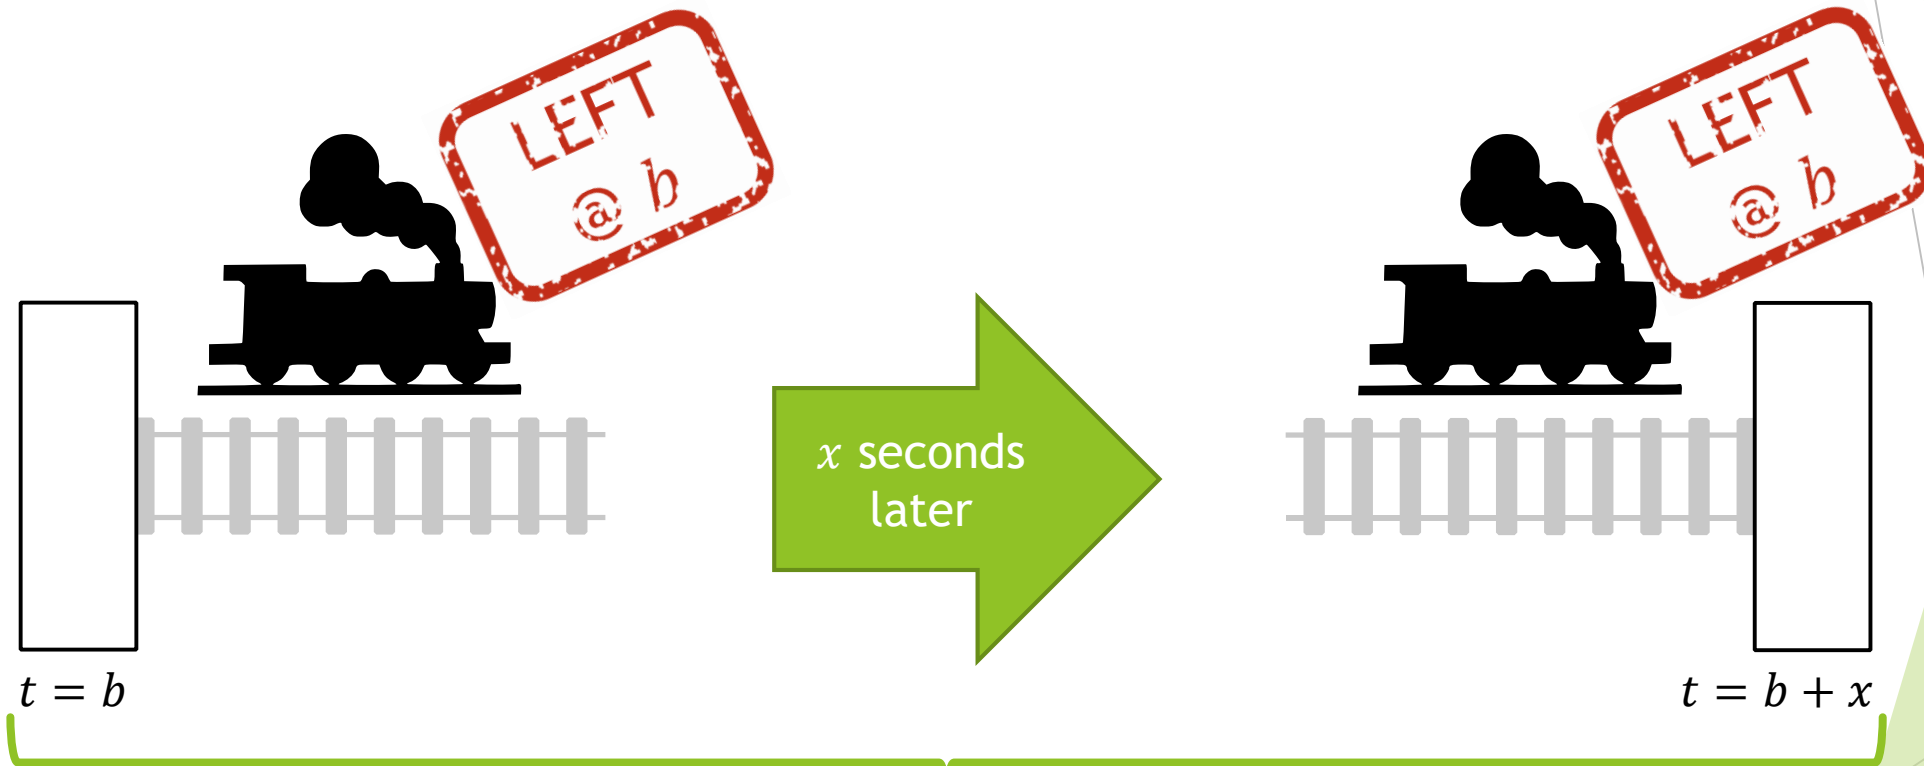 LEFT
@ b
LEFT
@ b
x seconds
later
t = b
t = b + x